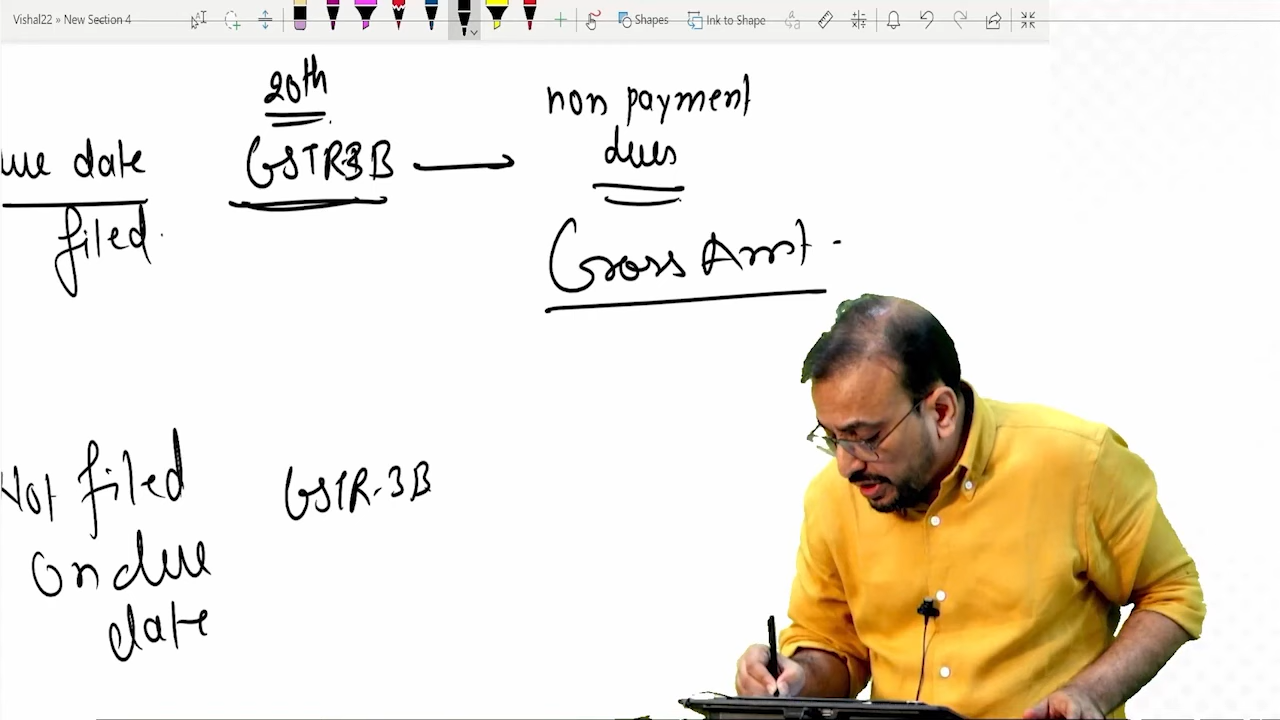 Vishal22 » New Section 4
Shapes
Ink to Shape
20th
non payment
dues
ue date
GSTR3B
filed.
Gross Amt.
Not filed
GSTR-3B
on due
date